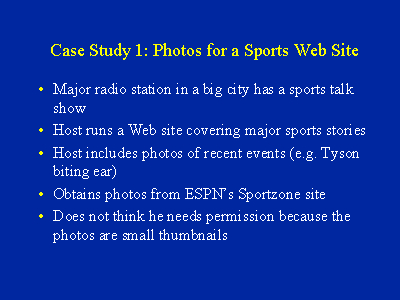 Case Study 1: Photos for a Sports Web Site
• Major radio station in a big city has a sports talk
show
• Host runs a Web site covering major sports stories
• Host includes photos of recent events (e.g. Tyson
biting ear)
• Obtains photos from ESPN's Sportzone site
• Does not think he needs permission because the
photos are small thumbnails